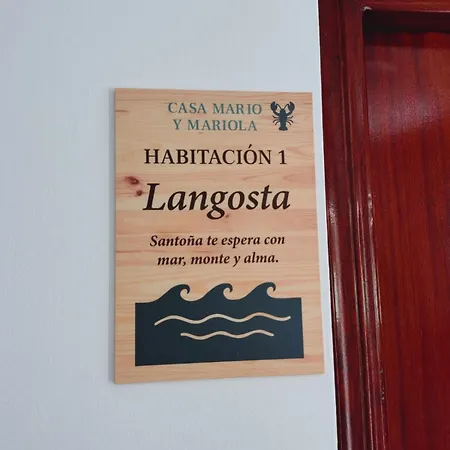 CASA MARIO
Y MARIOLA
HABITACIÓN 1
Langosta
Santoña te espera con
mar, monte y alma.